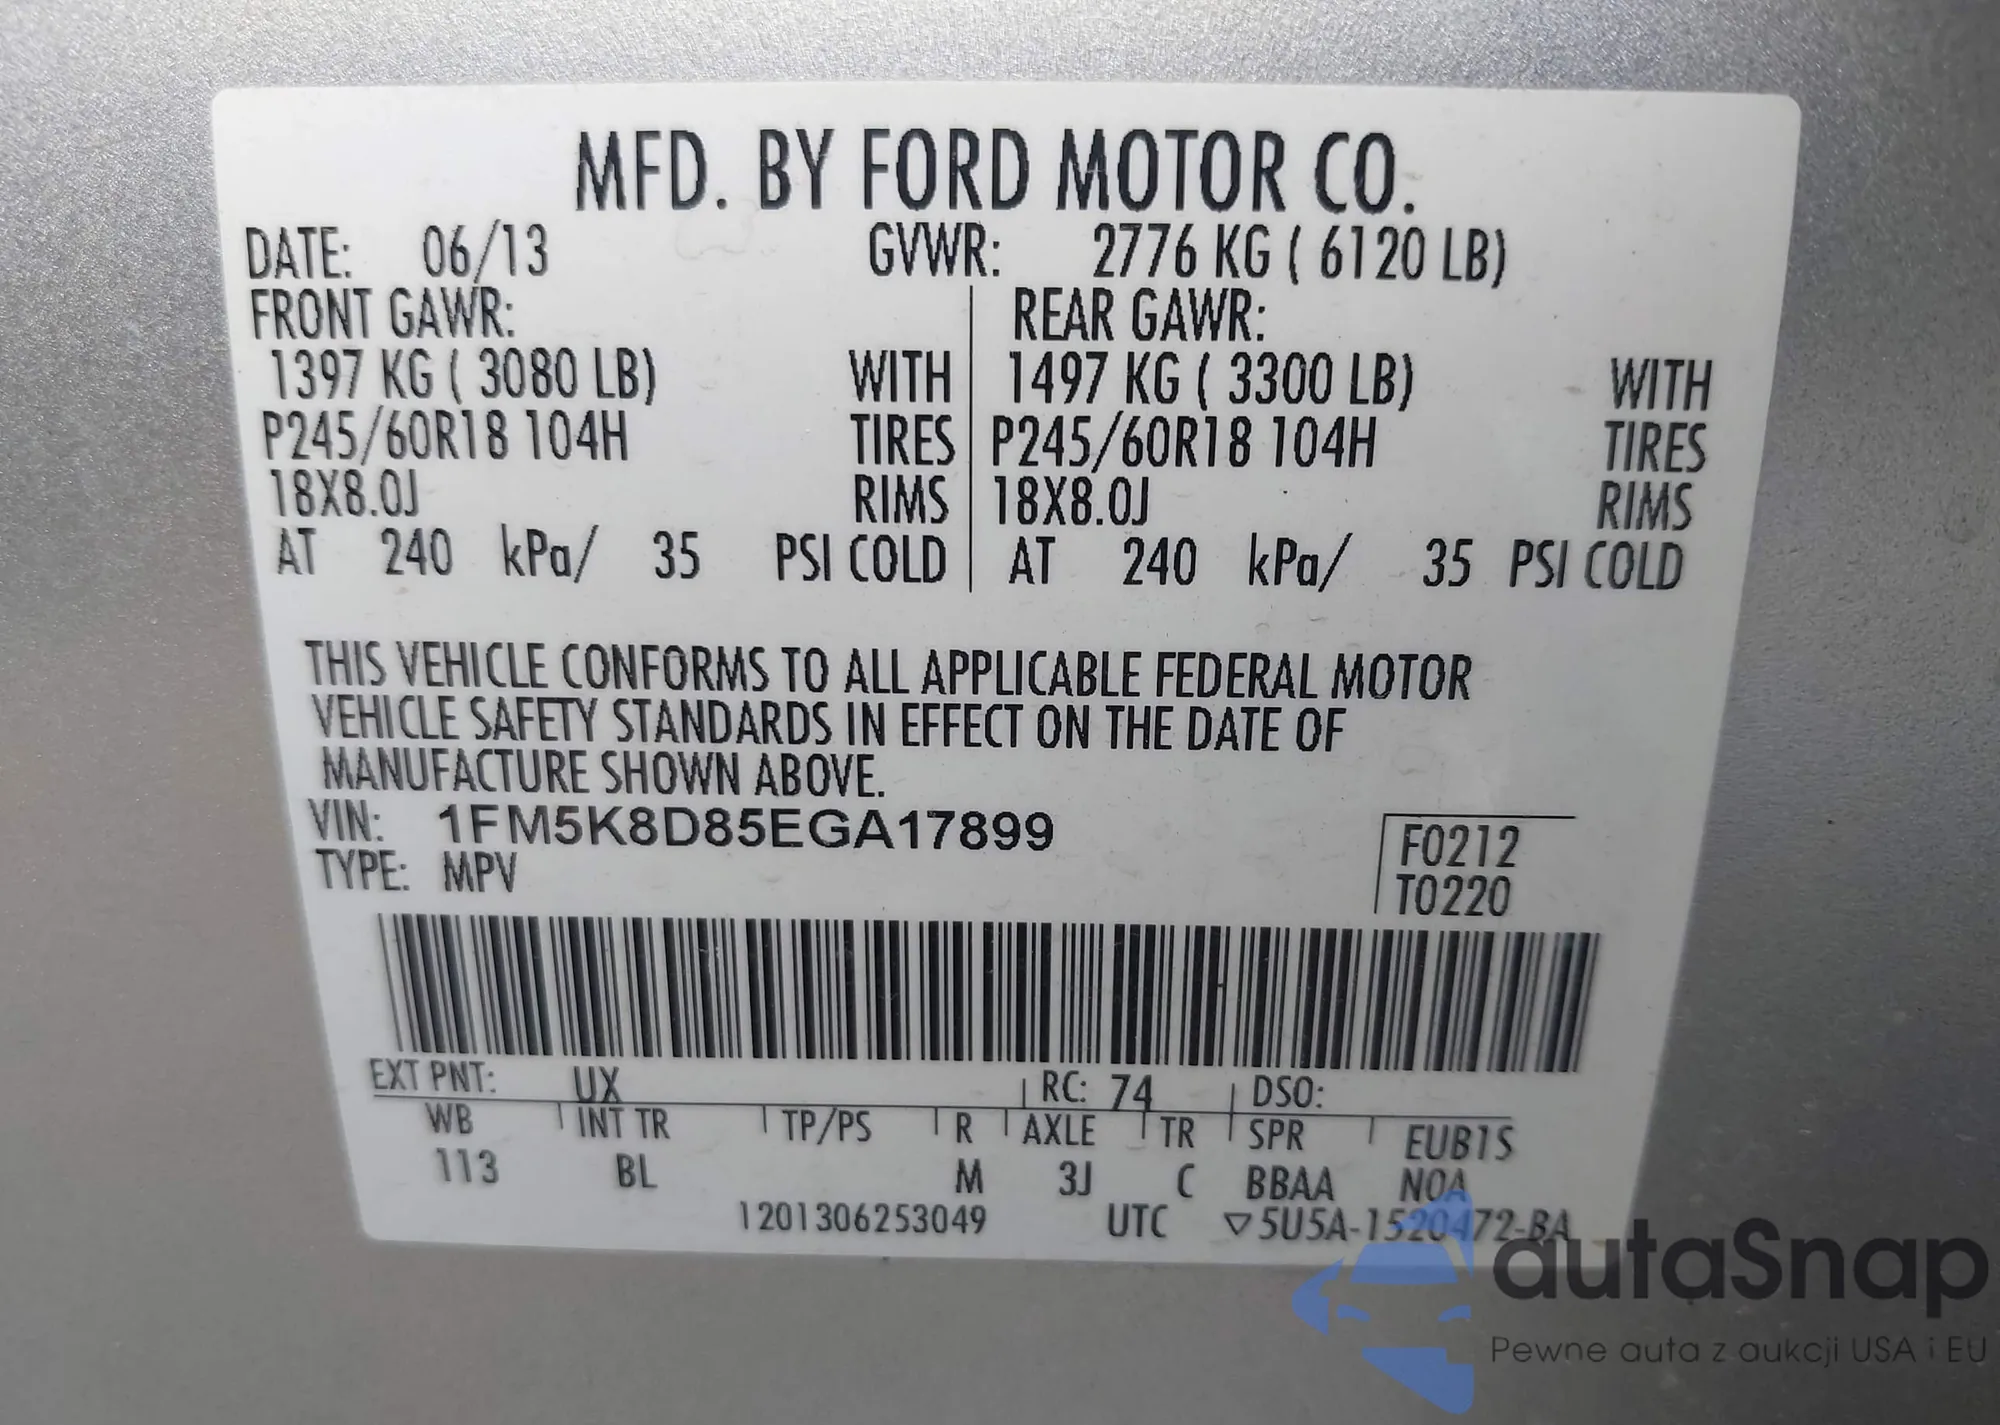 MFD. BY FORD MOTOR CO.
DATE: 06/13 GVWR: 2776 KG ( 6120 LB)
FRONT GAWR: REAR GAWR:
1397 KG ( 3080 LB) WITH 1497 KG ( 3300 LB) WITH
P245/60R18 104H TIRES P245/60R18 104H TIRES
18X8.0J RIMS 18X8.0J RIMS
AT 240 kPa/ 35 PSI COLD AT 240 kPa/ 35 PSI COLD
THIS VEHICLE CONFORMS TO ALL APPLICABLE FEDERAL MOTOR
VEHICLE SAFETY STANDARDS IN EFFECT ON THE DATE OF
MANUFACTURE SHOWN ABOVE.
VIN: 1FM5K8D85EGA17899
TYPE: MPV
F0212
T0220
EXT PNT: UX RC: 74 DSO:
WB INT TR TP/PS R AXLE TR SPR EUB1S
113 BL M 3J C BBAA NOA
1201306253049 UTC ▽5U5A-1520472-BA
autaSnap
Pewne auta z aukcji USA i EU